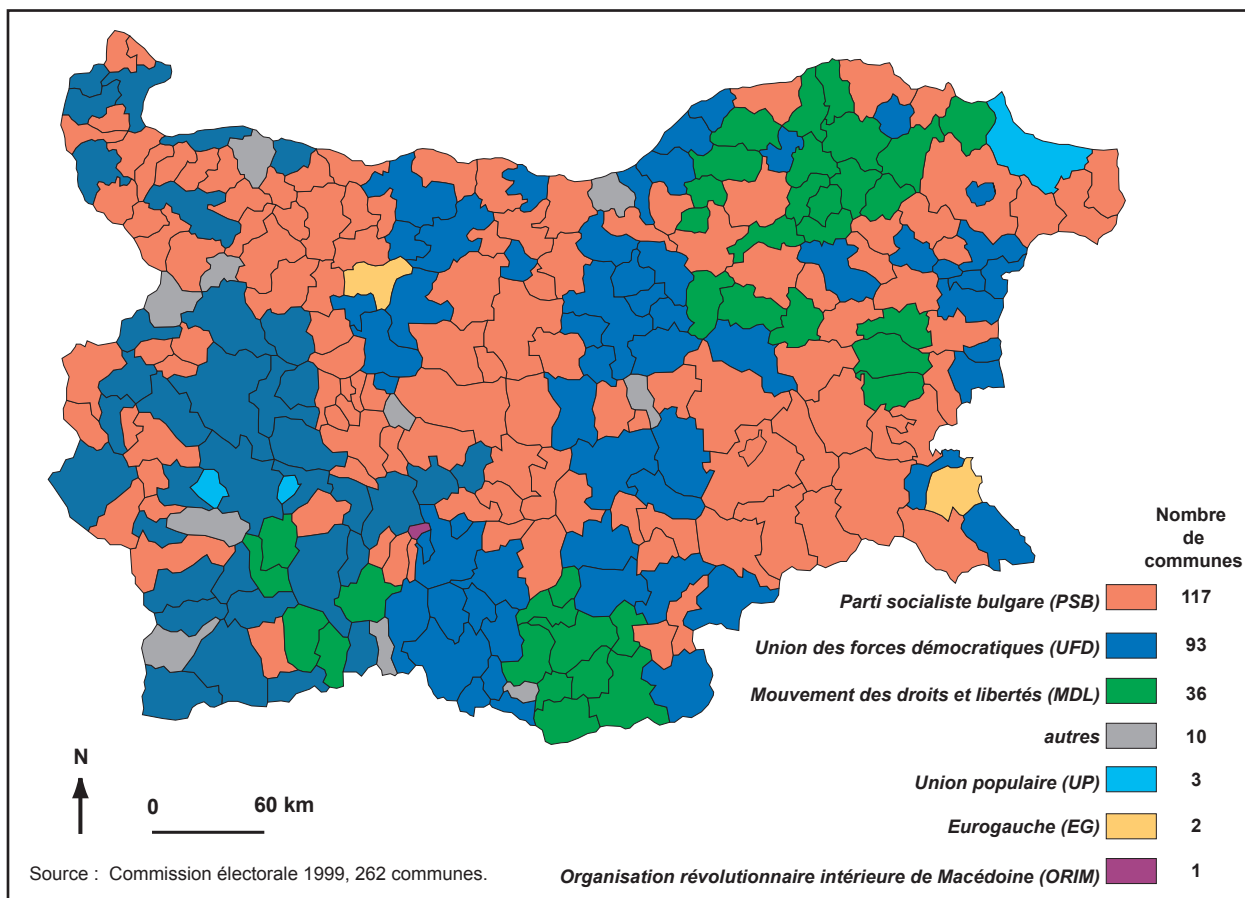 Nombre
de
communes
Parti socialiste bulgare (PSB) 117
Union des forces démocratiques (UFD) 93
Mouvement des droits et libertés (MDL) 36
autres 10
Union populaire (UP) 3
Eurogauche (EG) 2
Organisation révolutionnaire intérieure de Macédoine (ORIM) 1
N
0 60 km
Source : Commission électorale 1999, 262 communes.